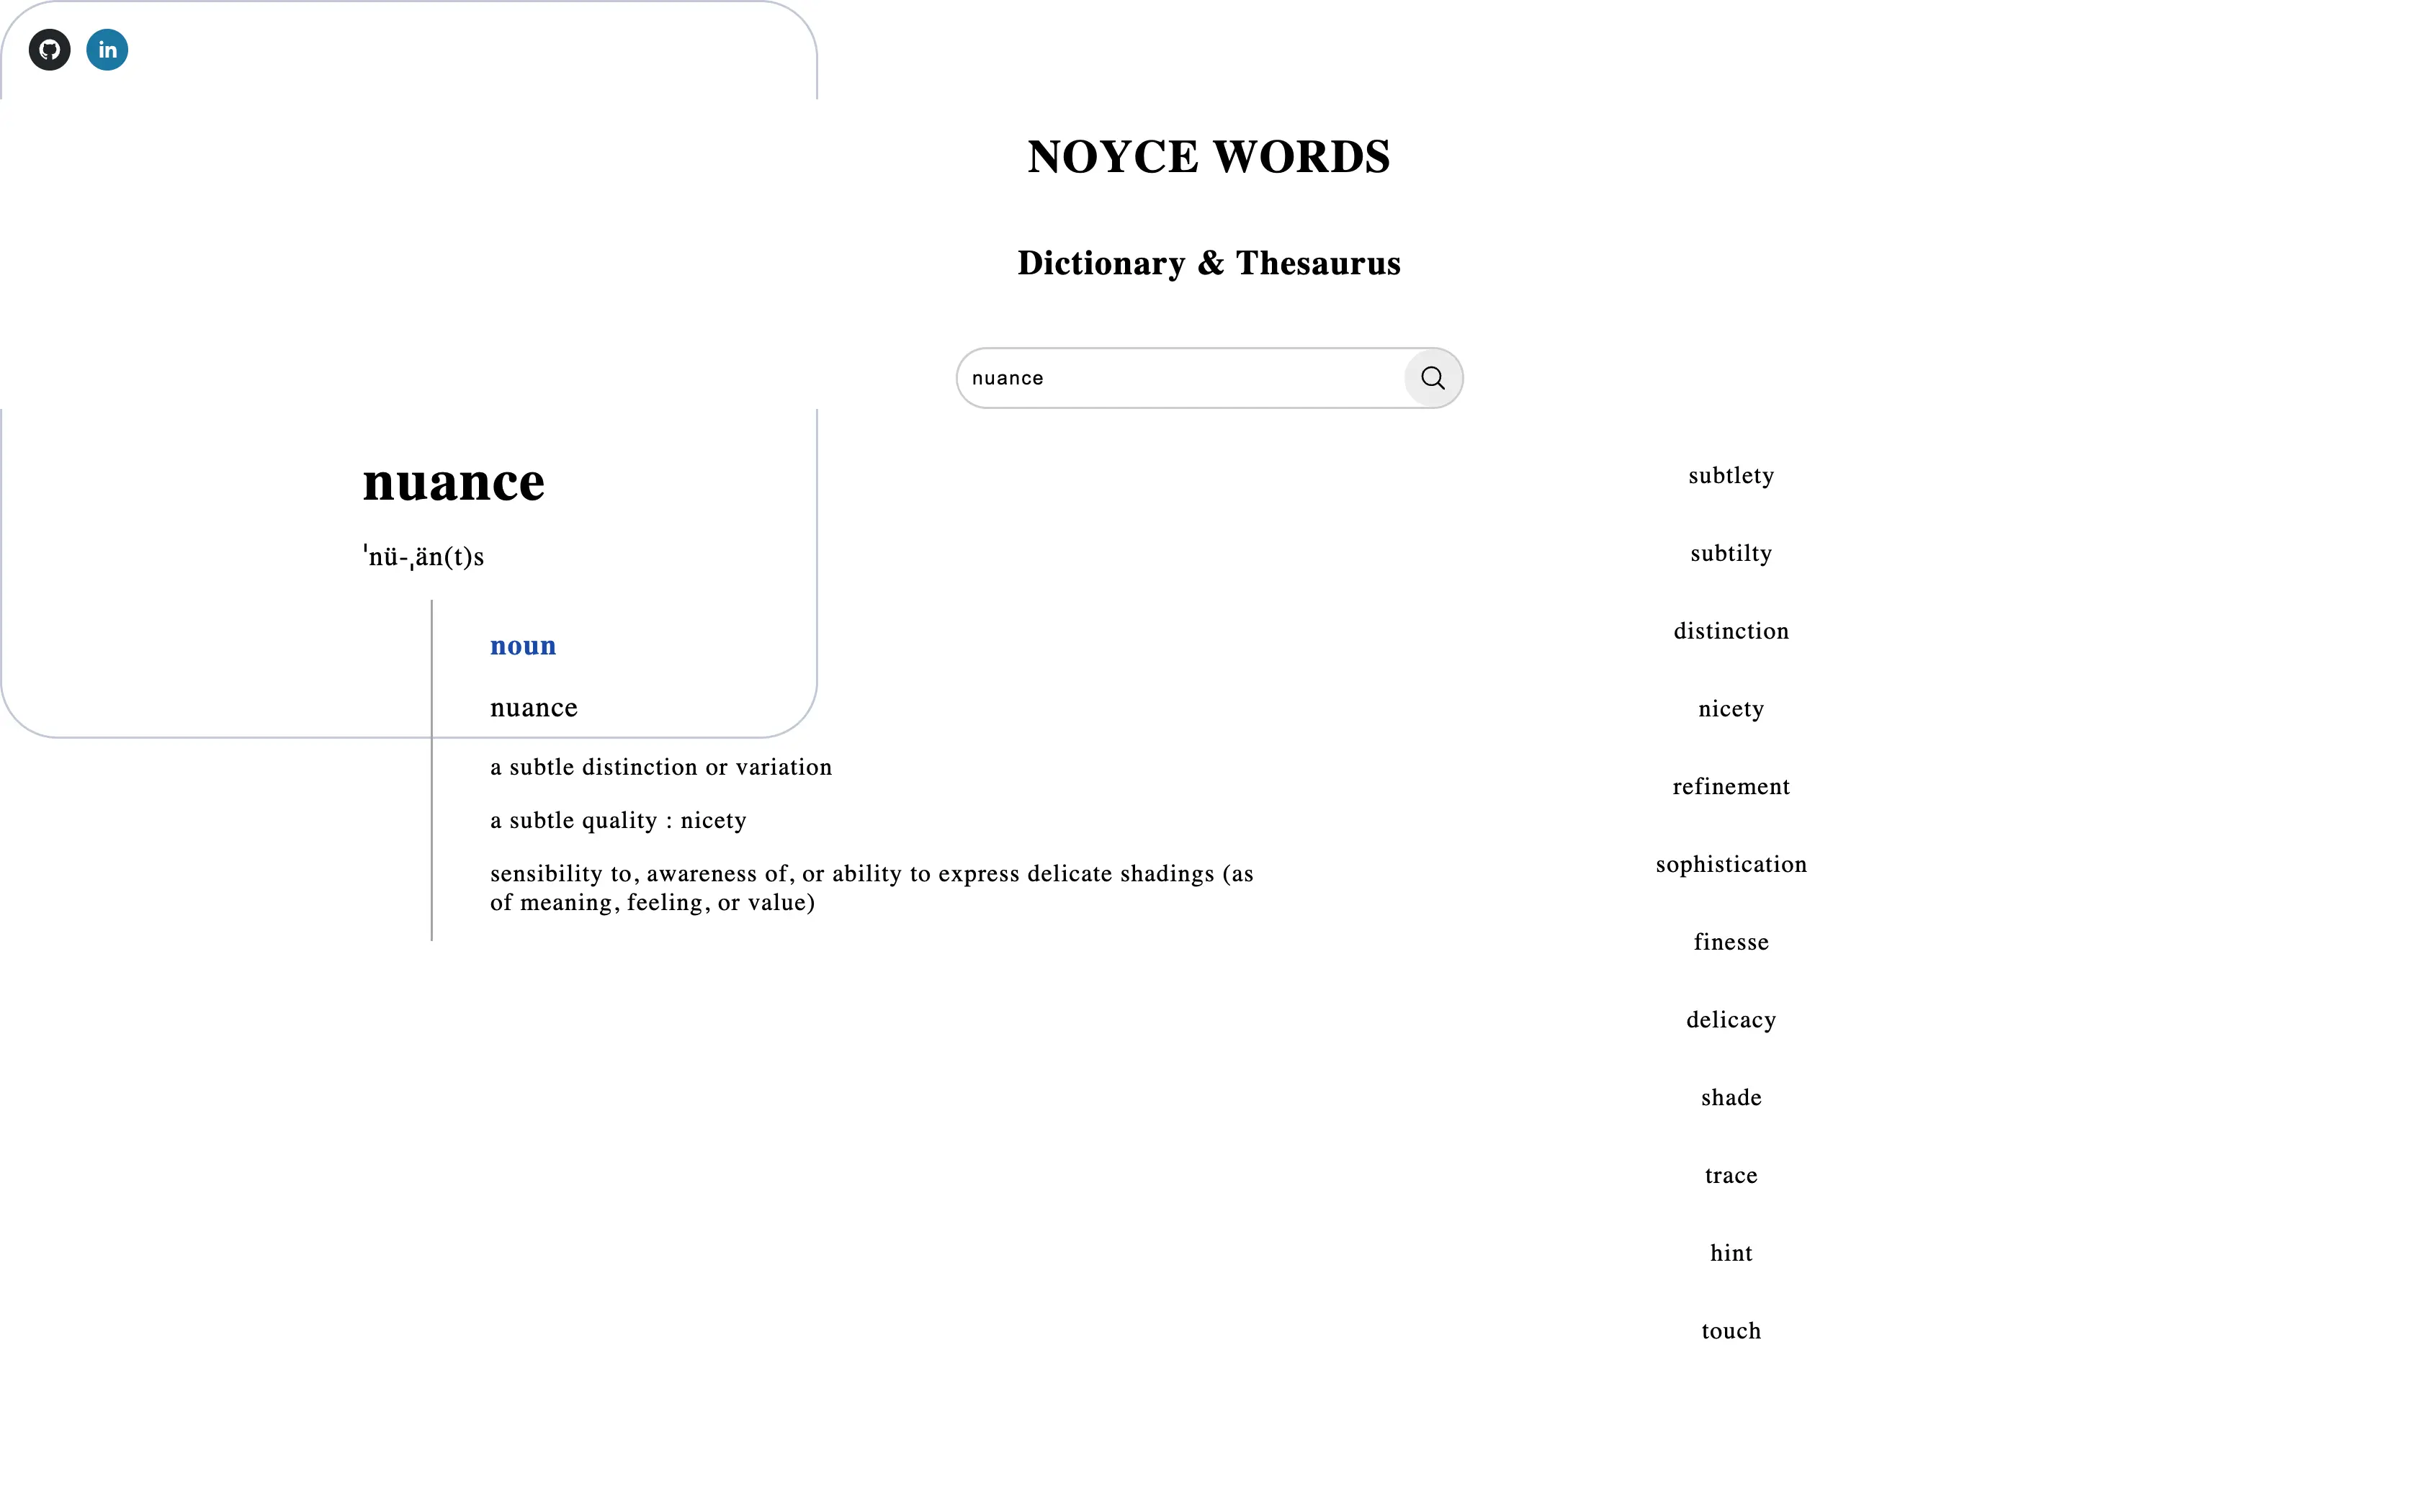 in
NOYCE WORDS
Dictionary & Thesaurus
nuance
nuance
ˈnü-ˌän(t)s
noun
nuance
a subtle distinction or variation
a subtle quality : nicety
sensibility to, awareness of, or ability to express delicate shadings (as
of meaning, feeling, or value)
subtlety
subtilty
distinction
nicety
refinement
sophistication
finesse
delicacy
shade
trace
hint
touch